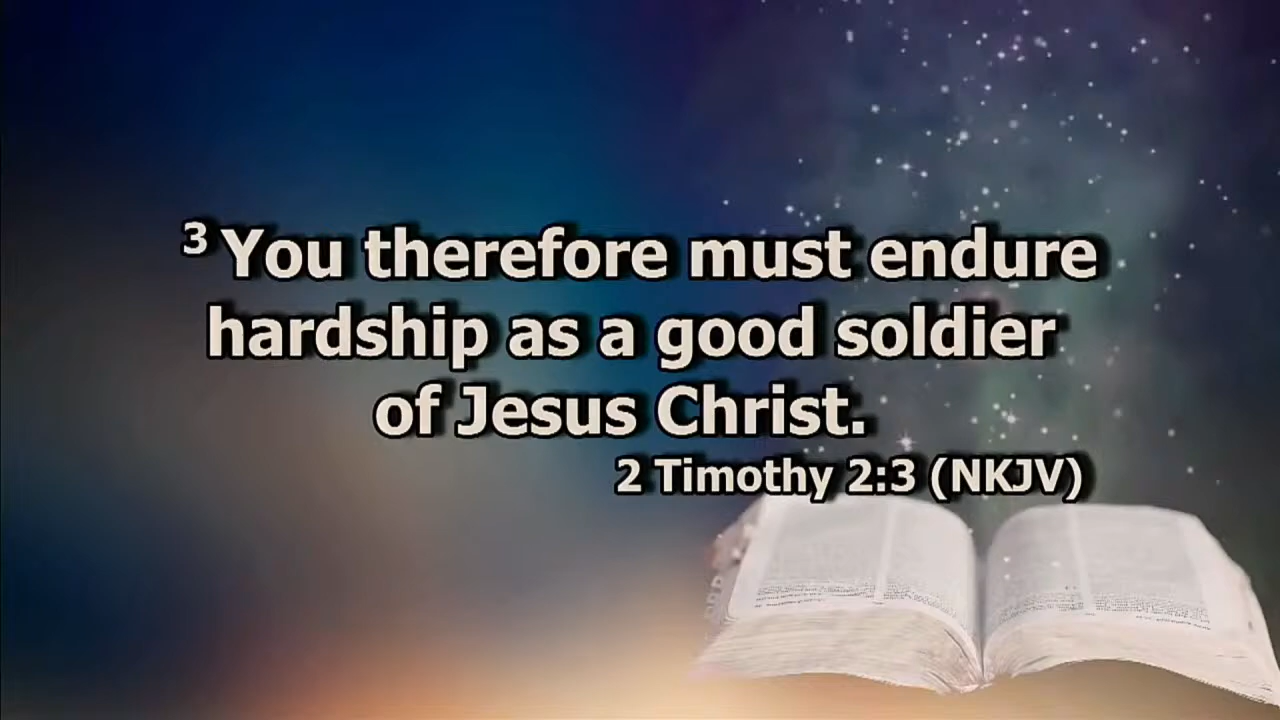 3 You therefore must endure
hardship as a good soldier
of Jesus Christ.
2 Timothy 2:3 (NKJV)